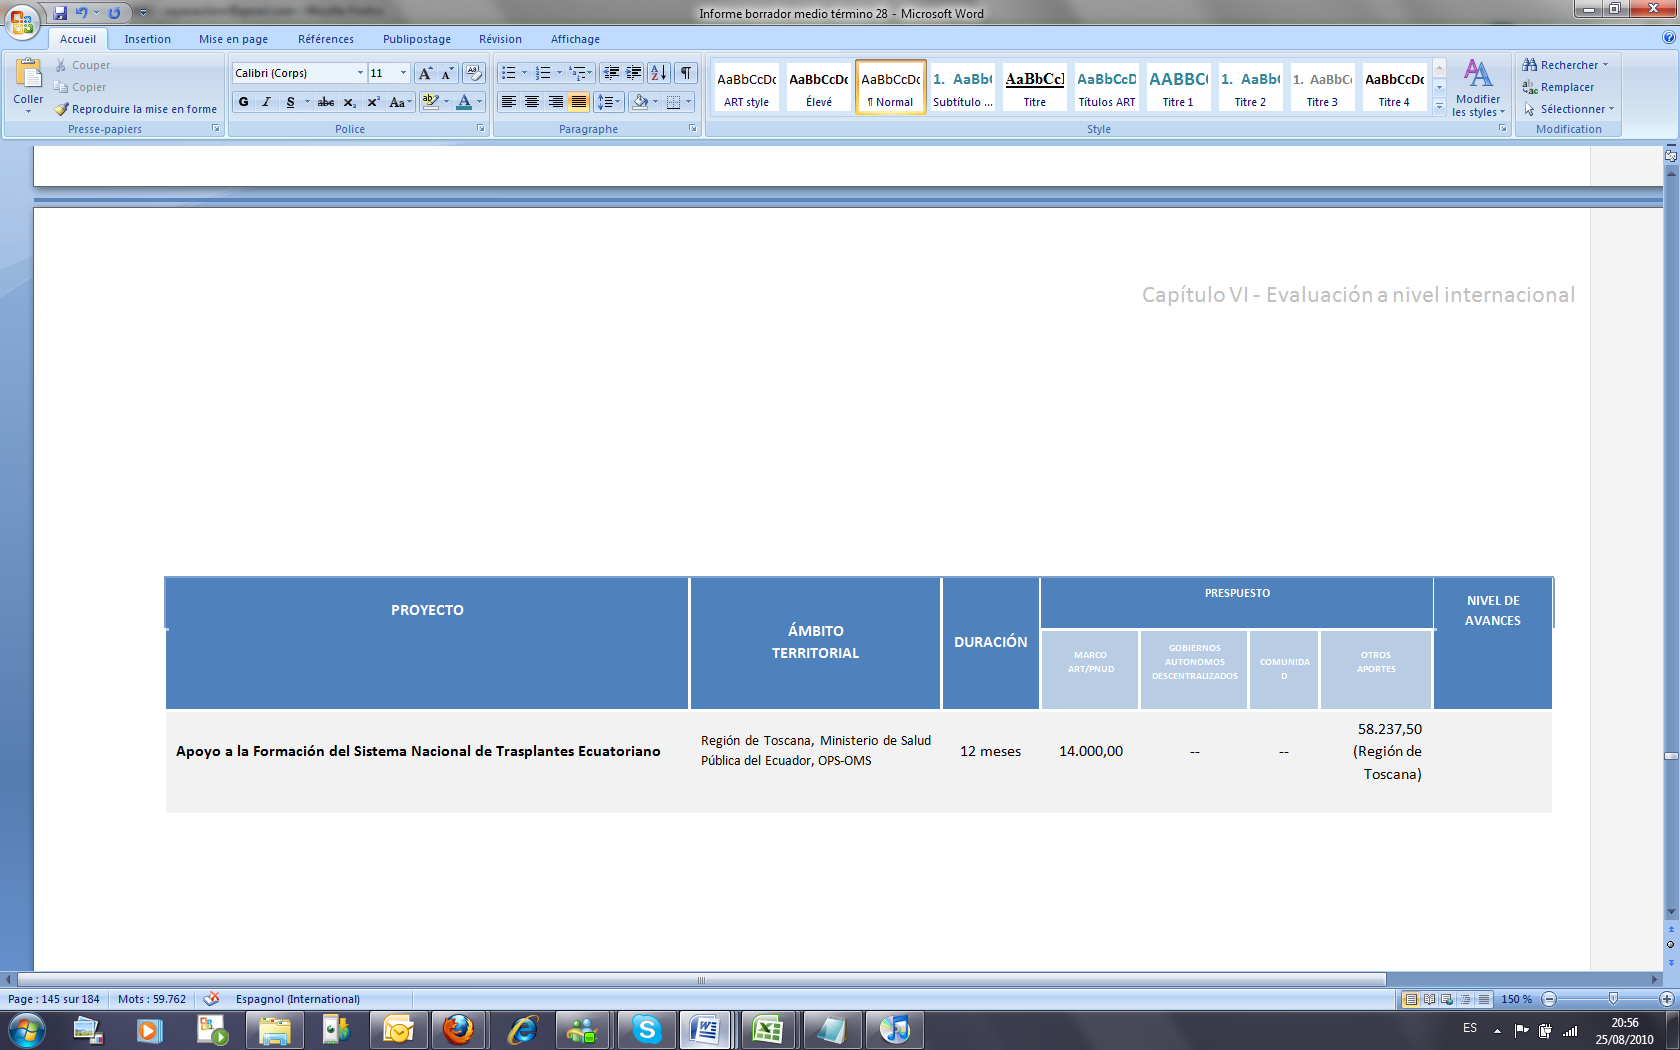 Informe borrador medio término 28 - Microsoft Word
Accueil Insertion Mise en page Références Publipostage Révision Affichage
Coller
Couper
Copier
Reproduire la mise en forme
Presse-papiers
Calibri (Corps) 11
G I S abc x₂ x² Aa
Police
Paragraphe
AaBbCcDc AaBbCcDc AaBbCcDc 1. AaBb( AaBbCcl AaBbCcD AABBC( 1. AaBb( 1. AaBbC( AaBbCcDc
ART style Élevé ¶ Normal Subtítulo ... Titre Títulos ART Titre 1 Titre 2 Titre 3 Titre 4
Style
Modifier
les styles
Rechercher
Remplacer
Sélectionner
Modification
Capítulo VI - Evaluación a nivel internacional
PROYECTO
ÁMBITO
TERRITORIAL
DURACIÓN
PRESPUESTO
MARCO
ART/PNUD
GOBIERNOS
AUTONOMOS
DESCENTRALIZADOS
COMUNIDA
D
OTROS
APORTES
NIVEL DE
AVANCES
Apoyo a la Formación del Sistema Nacional de Trasplantes Ecuatoriano
Región de Toscana, Ministerio de Salud
Pública del Ecuador, OPS-OMS
12 meses
14.000,00
--
--
58.237,50
(Región de
Toscana)
Page : 145 sur 184 Mots : 59.762 Espagnol (International) 150 %
ES
20:56
25/08/2010